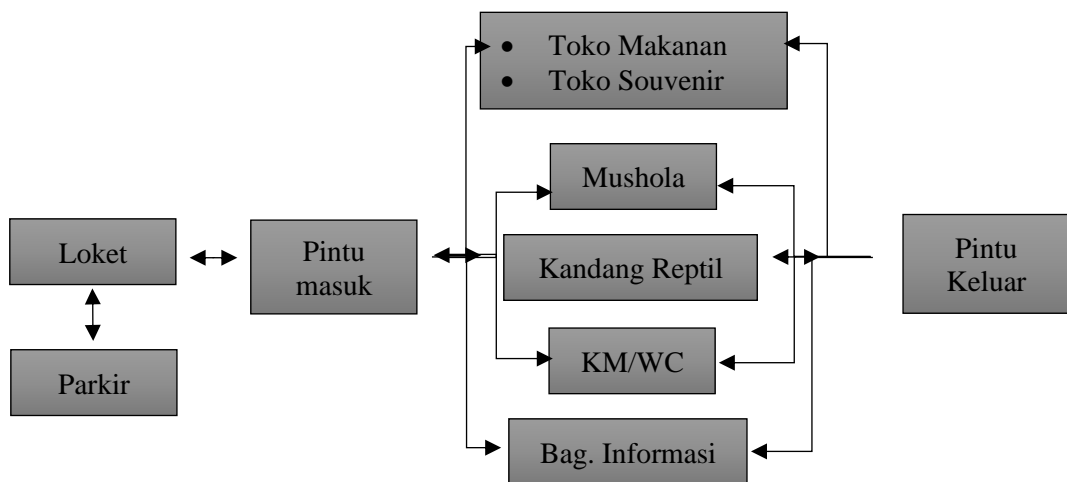 Loket
Parkir
Pintu
masuk
• Toko Makanan
• Toko Souvenir
Mushola
Kandang Reptil
KM/WC
Bag. Informasi
Pintu
Keluar